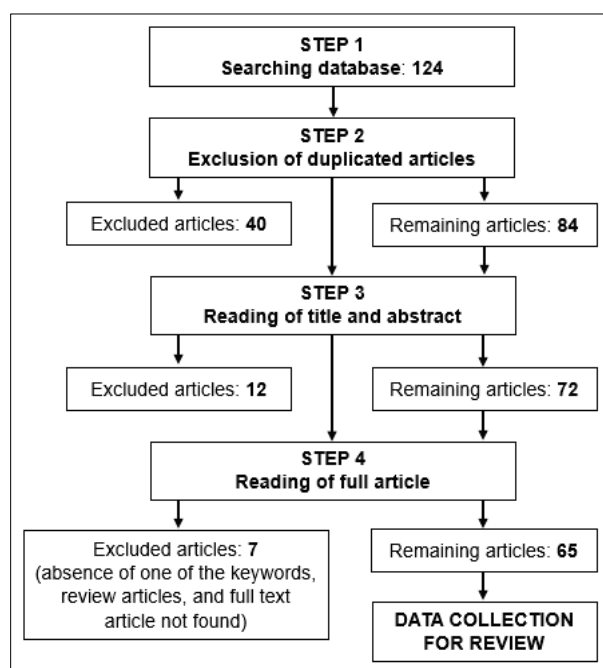 STEP 1
Searching database: 124
STEP 2
Exclusion of duplicated articles
Excluded articles: 40
Remaining articles: 84
STEP 3
Reading of title and abstract
Excluded articles: 12
Remaining articles: 72
STEP 4
Reading of full article
Excluded articles: 7
(absence of one of the keywords,
review articles, and full text
article not found)
Remaining articles: 65
DATA COLLECTION
FOR REVIEW